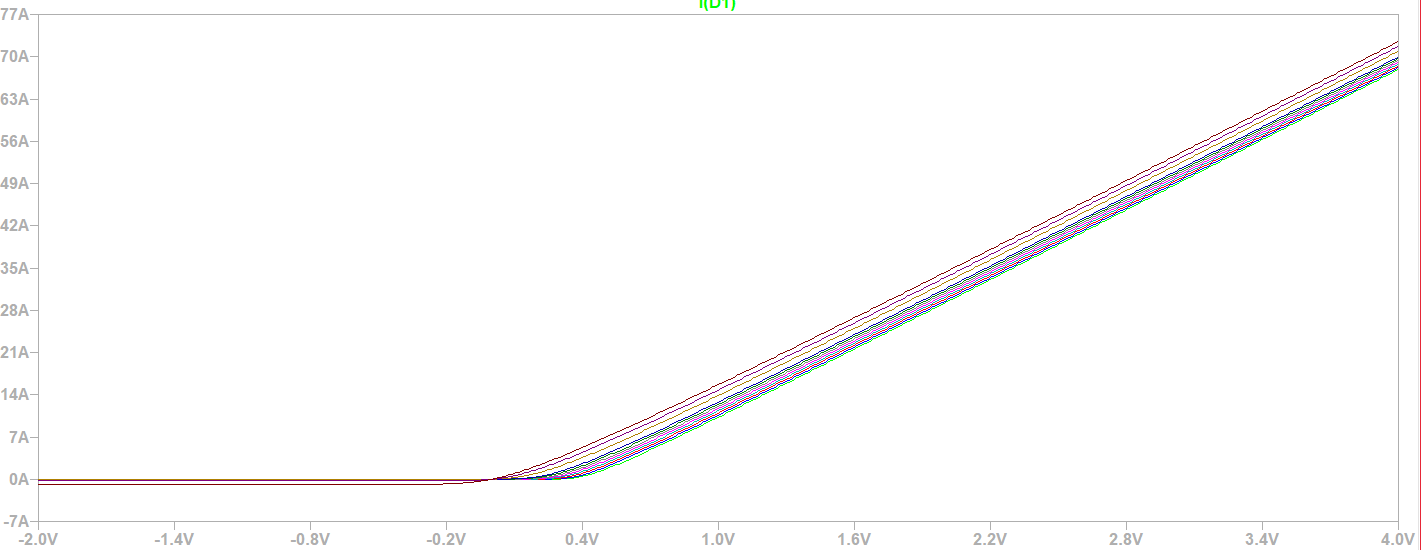 I(D1)
77A
70A
63A
56A
49A
42A
35A
28A
21A
14A
7A
0A
-7A
-2.0V -1.4V -0.8V -0.2V 0.4V 1.0V 1.6V 2.2V 2.8V 3.4V 4.0V